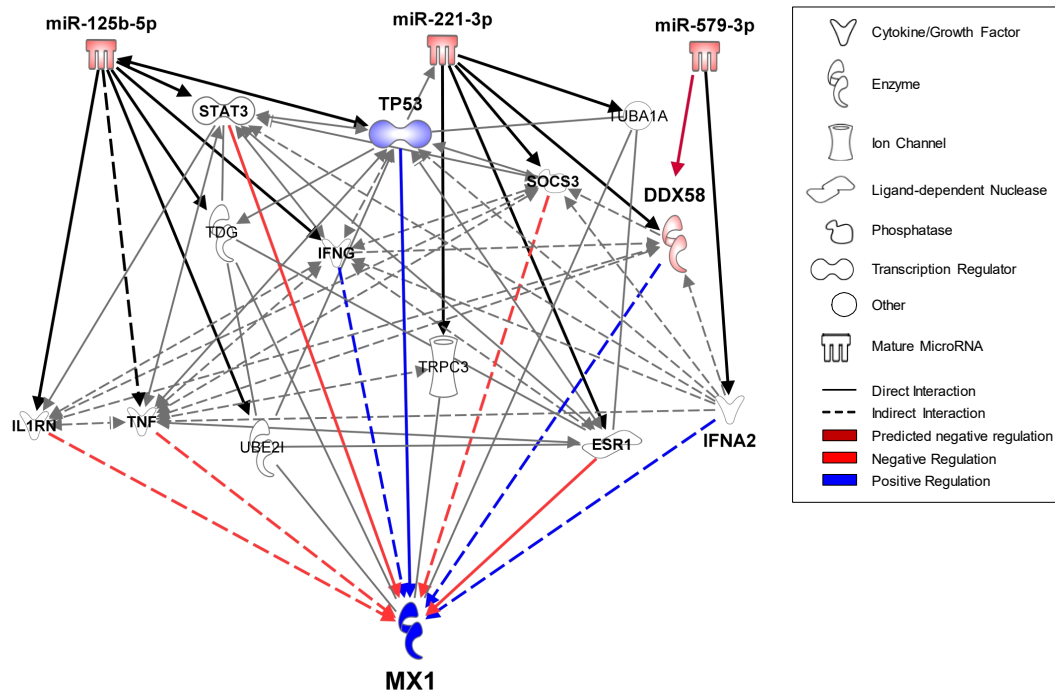 miR-125b-5p
miR-221-3p
miR-579-3p
STAT3
TP53
TUBA1A
SOCS3
DDX58
TDG
IFNG
TRPC3
IL1RN
TNF
UBE2I
ESR1
IFNA2
MX1
Cytokine/Growth Factor
Enzyme
Ion Channel
Ligand-dependent Nuclease
Phosphatase
Transcription Regulator
Other
Mature MicroRNA
Direct Interaction
Indirect Interaction
Predicted negative regulation
Negative Regulation
Positive Regulation